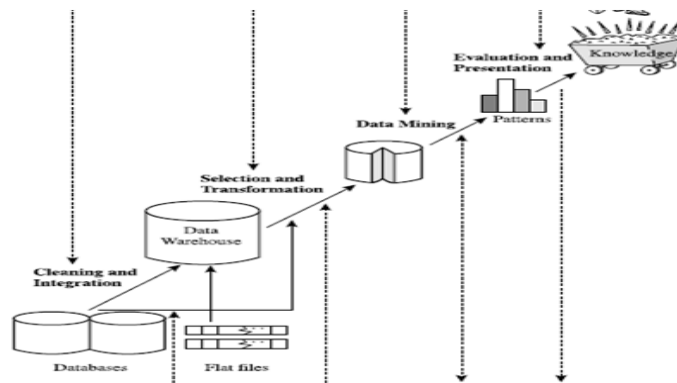 Evaluation and
Presentation
Knowledge
Data Mining
Patterns
Selection and
Transformation
Data
Warehouse
Cleaning and
Integration
Databases
Flat files